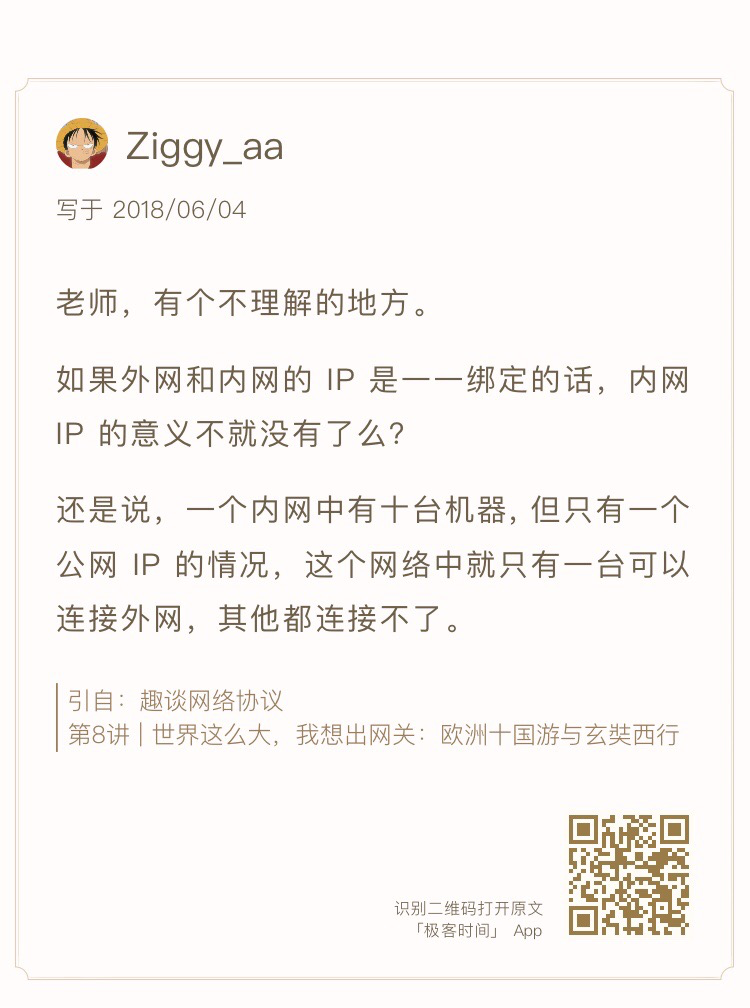 Ziggy_aa
写于 2018/06/04
老师，有个不理解的地方。
如果外网和内网的 IP 是一一绑定的话，内网
IP 的意义不就没有了么？
还是说，一个内网中有十台机器, 但只有一个
公网 IP 的情况，这个网络中就只有一台可以
连接外网，其他都连接不了。
引自：趣谈网络协议
第8讲 | 世界这么大，我想出网关：欧洲十国游与玄奘西行
识别二维码打开原文
「极客时间」 App